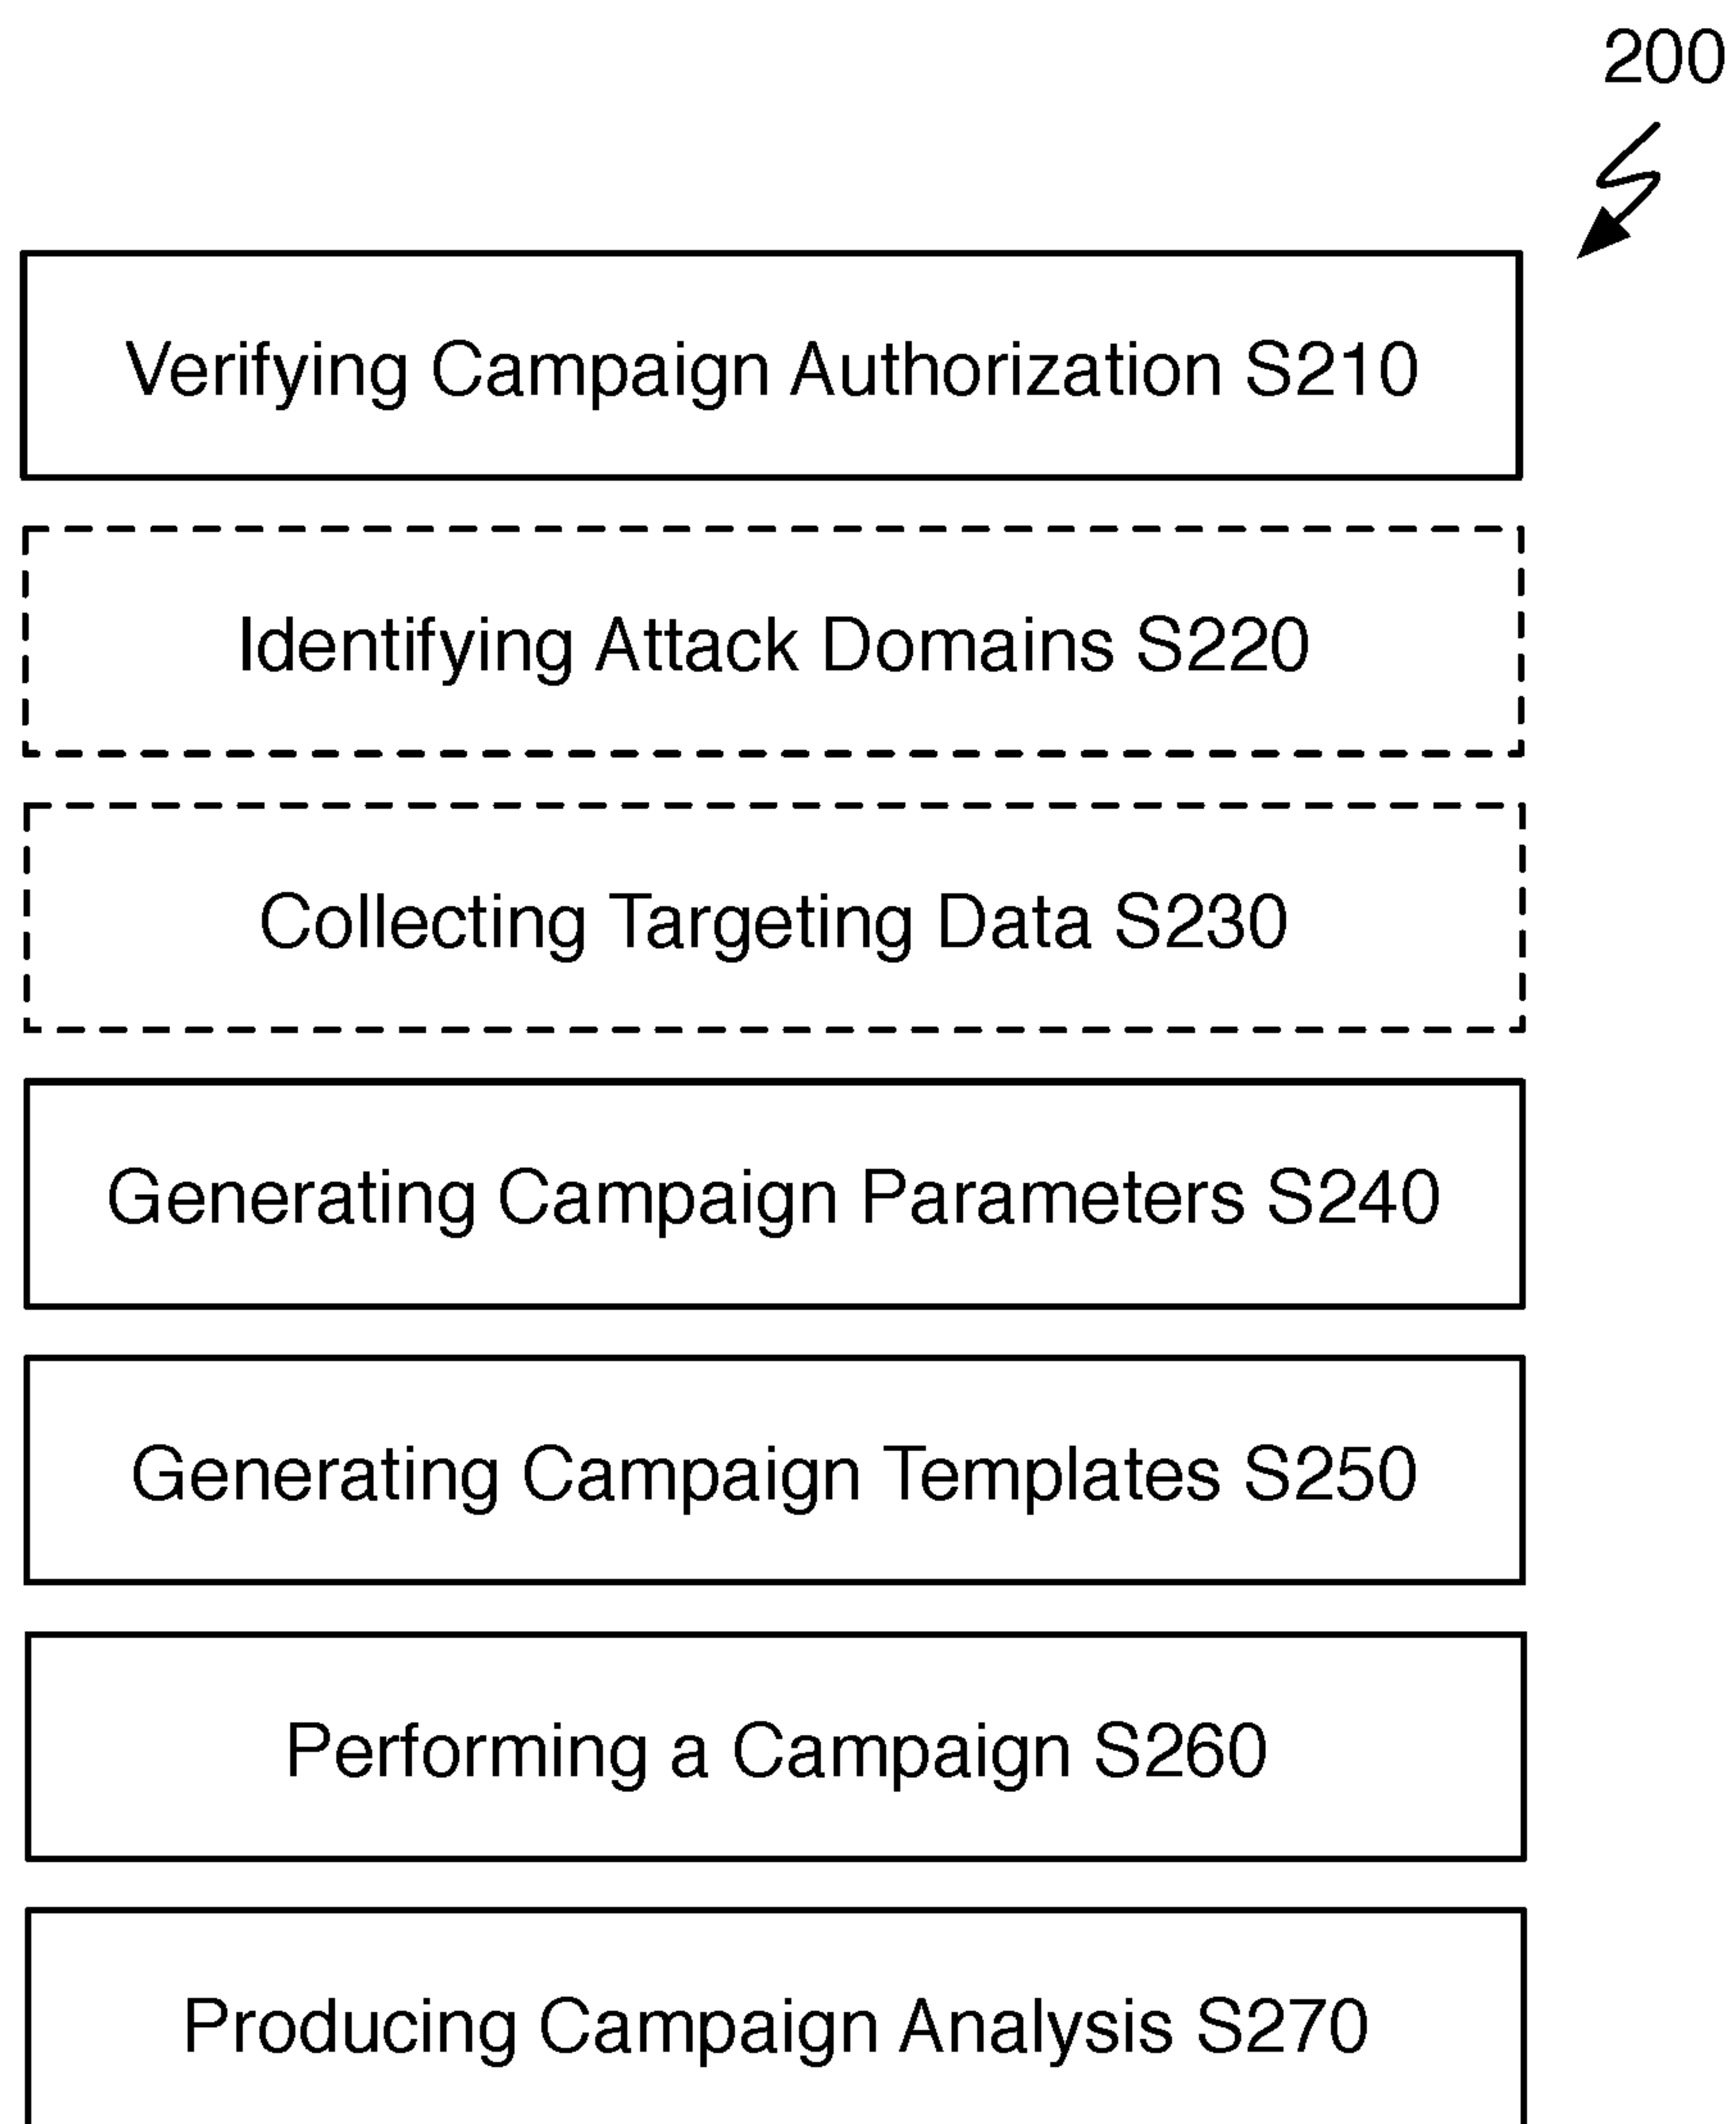 200
Verifying Campaign Authorization S210
Identifying Attack Domains S220
Collecting Targeting Data S230
Generating Campaign Parameters S240
Generating Campaign Templates S250
Performing a Campaign S260
Producing Campaign Analysis S270